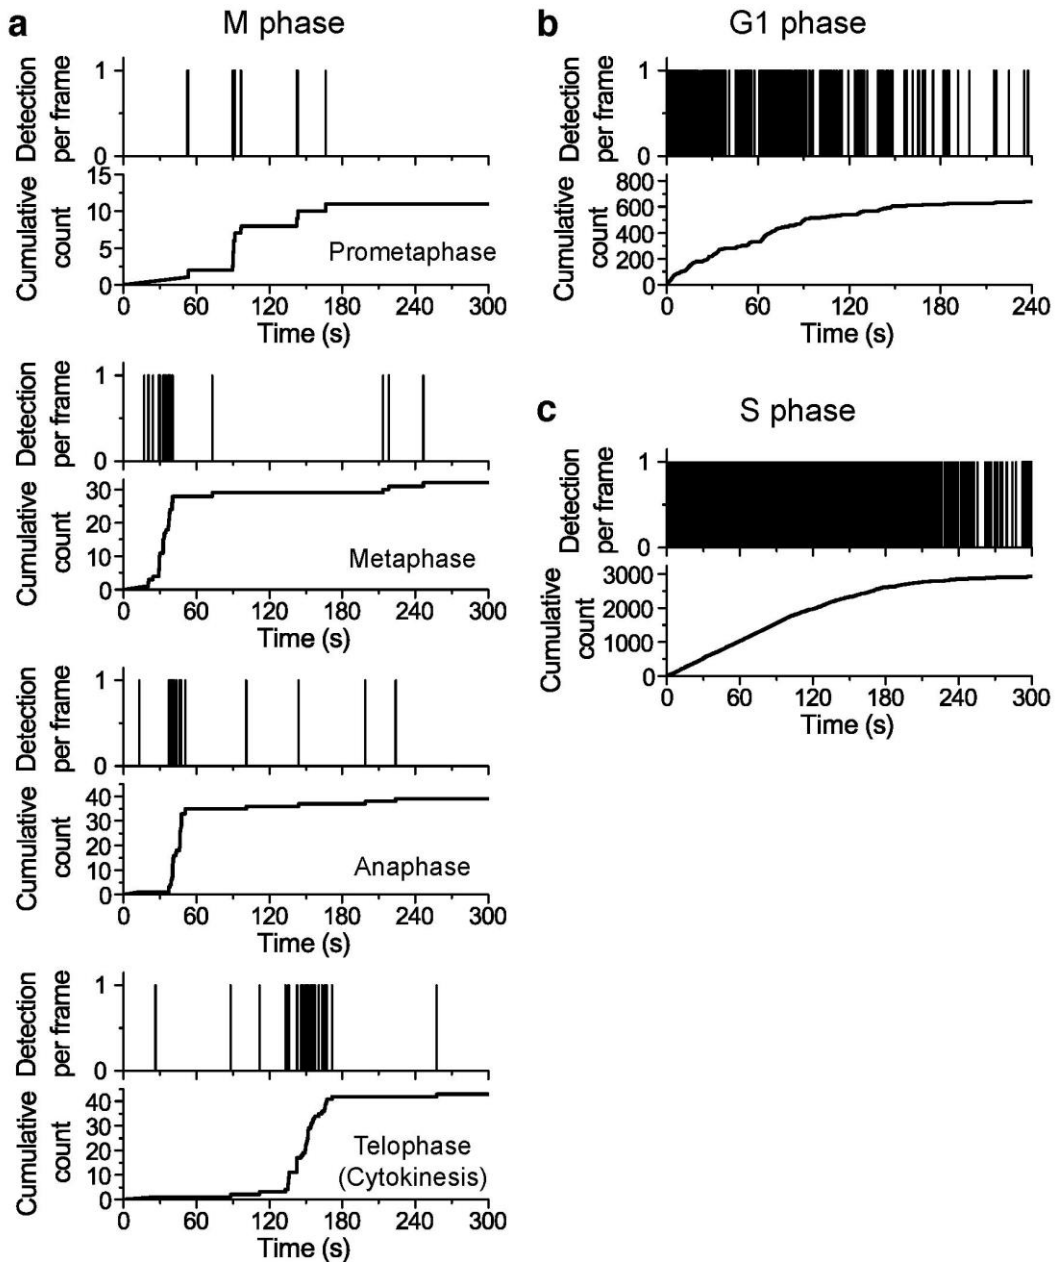 a M phase
Detection
per frame
1
0
Cumulative
count
15
10
5
0
Prometaphase
0 60 120 180 240 300
Time (s)
Detection
per frame
1
0
Cumulative
count
30
20
10
0
Metaphase
0 60 120 180 240 300
Time (s)
Detection
per frame
1
0
Cumulative
count
40
30
20
10
0
Anaphase
0 60 120 180 240 300
Time (s)
Detection
per frame
1
0
Cumulative
count
40
30
20
10
0
Telophase
(Cytokinesis)
0 60 120 180 240 300
Time (s)
b G1 phase
Detection
per frame
1
0
Cumulative
count
800
600
400
200
0
0 60 120 180 240
Time (s)
c S phase
Detection
per frame
1
0
Cumulative
count
3000
2000
1000
0
0 60 120 180 240 300
Time (s)